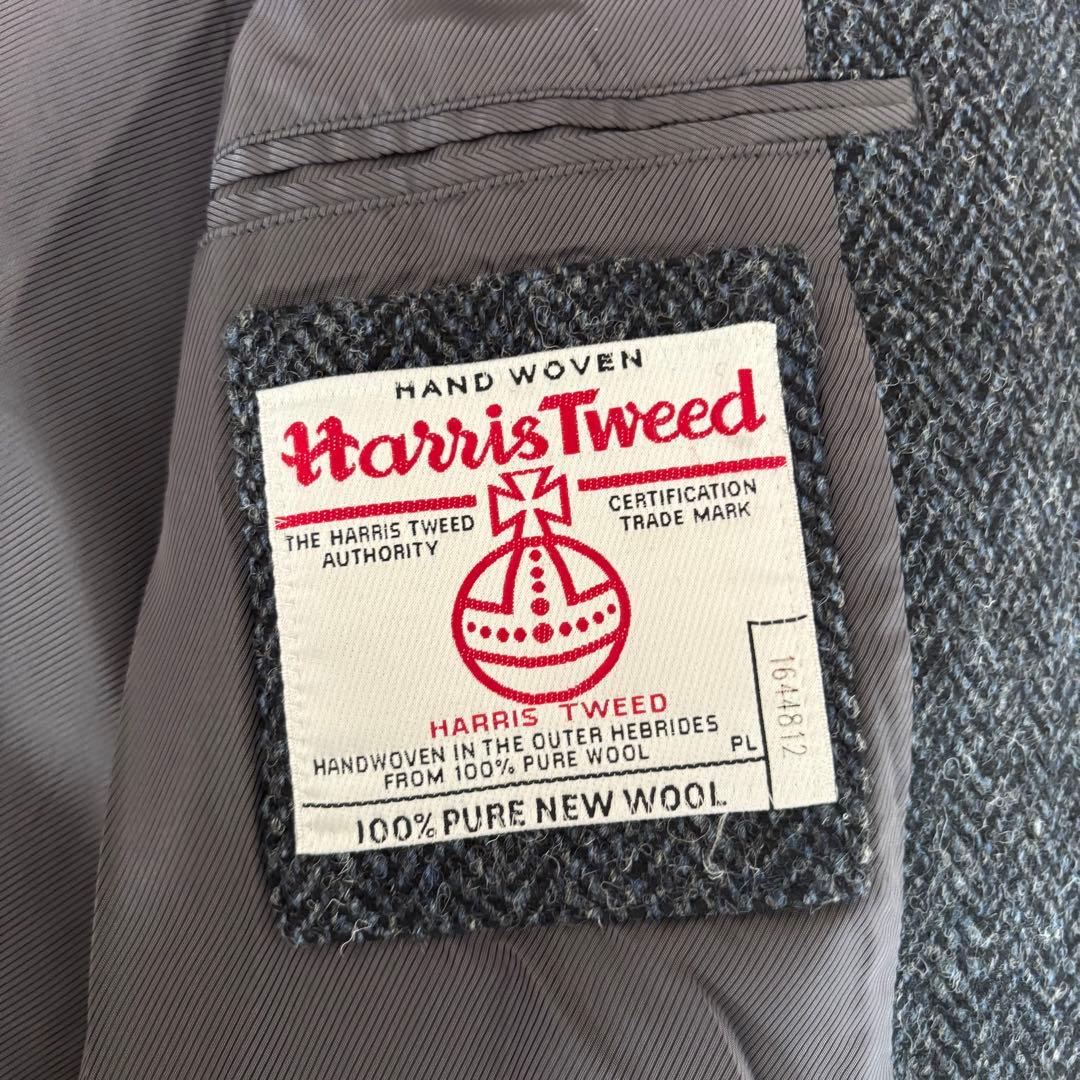 HAND WOVEN
Harris Tweed
THE HARRIS TWEED
AUTHORITY
CERTIFICATION
TRADE MARK
HARRIS TWEED
HANDWOVEN IN THE OUTER HEBRIDES
FROM 100% PURE WOOL
PL
1644812
100% PURE NEW WOOL